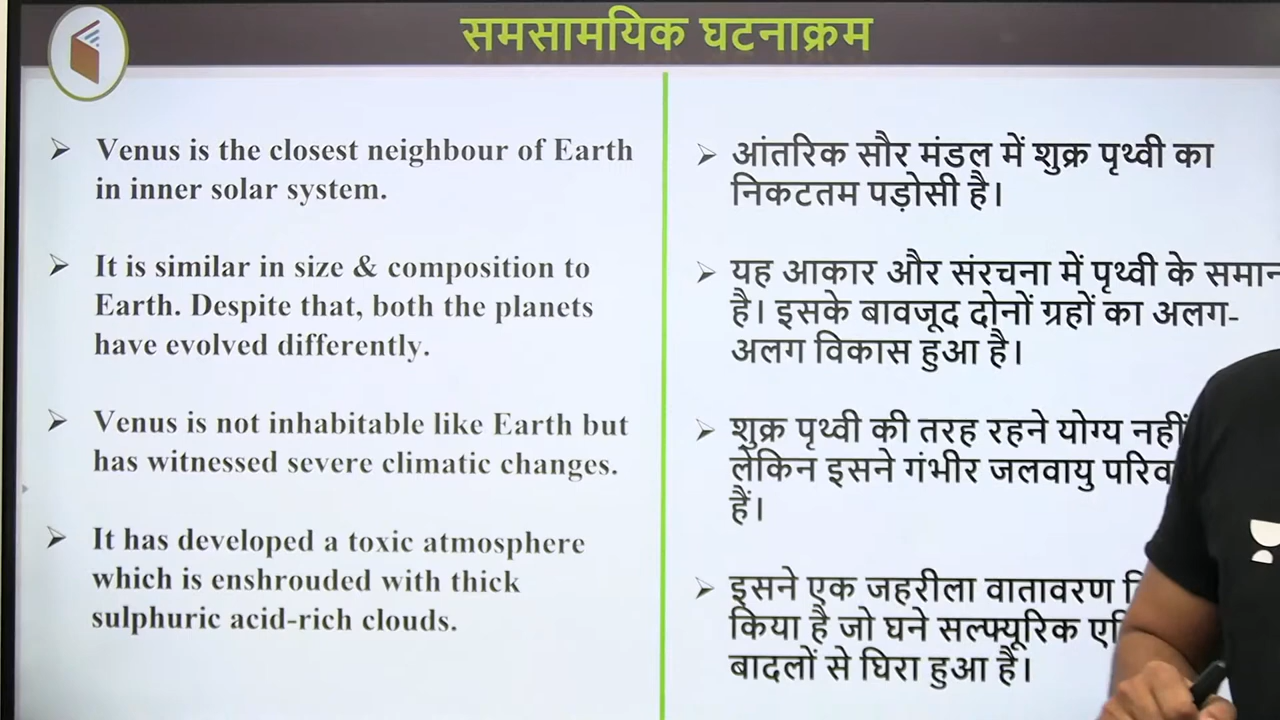 समसामयिक घटनाक्रम
Venus is the closest neighbour of Earth
in inner solar system.
It is similar in size & composition to
Earth. Despite that, both the planets
have evolved differently.
Venus is not inhabitable like Earth but
has witnessed severe climatic changes.
It has developed a toxic atmosphere
which is enshrouded with thick
sulphuric acid-rich clouds.
आंतरिक सौर मंडल में शुक्र पृथ्वी का
निकटतम पड़ोसी है।
यह आकार और संरचना में पृथ्वी के समान
है। इसके बावजूद दोनों ग्रहों का अलग-
अलग विकास हुआ है।
शुक्र पृथ्वी की तरह रहने योग्य नहीं
लेकिन इसने गंभीर जलवायु
हैं।
इसने एक जहरीला वातावरण
किया है जो घने सल्फ्यूरिक
बादलों से घिरा हुआ है।